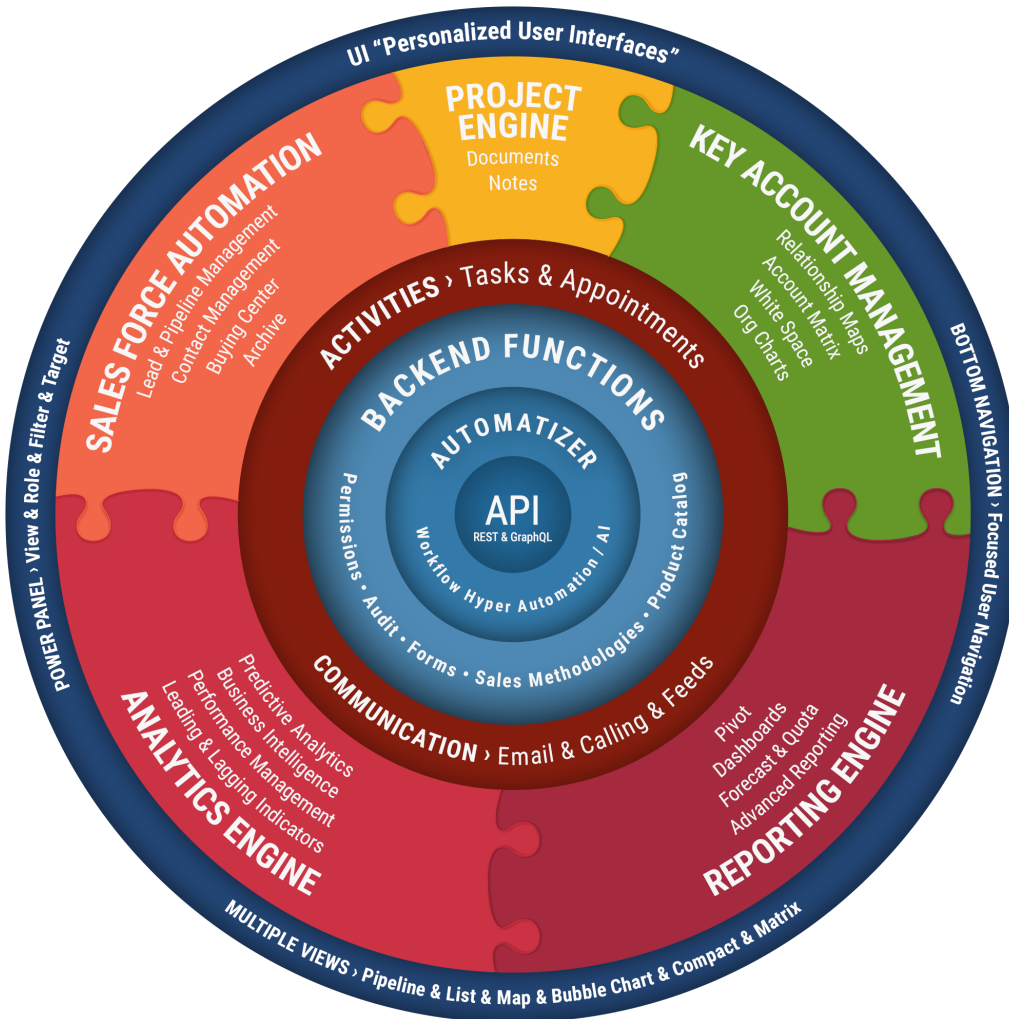 UI “Personalized User Interfaces”
PROJECT
ENGINE
Documents
Notes
SALES FORCE AUTOMATION
Lead & Pipeline Management
Contact Management
Buying Center
Archive
KEY ACCOUNT MANAGEMENT
Relationship Maps
Account Matrix
White Space
Org Charts
POWER PANEL › View & Role & Filter & Target
BOTTOM NAVIGATION › Focused User Navigation
ACTIVITIES › Tasks & Appointments
BACKEND FUNCTIONS
AUTOMATIZER
API
REST & GraphQL
Workflow Hyper Automation / AI
Permissions • Audit • Forms • Sales Methodologies • Product Catalog
COMMUNICATION › Email & Calling & Feeds
Predictive Analytics
Business Intelligence
Performance Management
Leading & Lagging Indicators
ANALYTICS ENGINE
Pivot
Dashboards
Forecast & Quota
Advanced Reporting
REPORTING ENGINE
MULTIPLE VIEWS › Pipeline & List & Map & Bubble Chart & Compact & Matrix